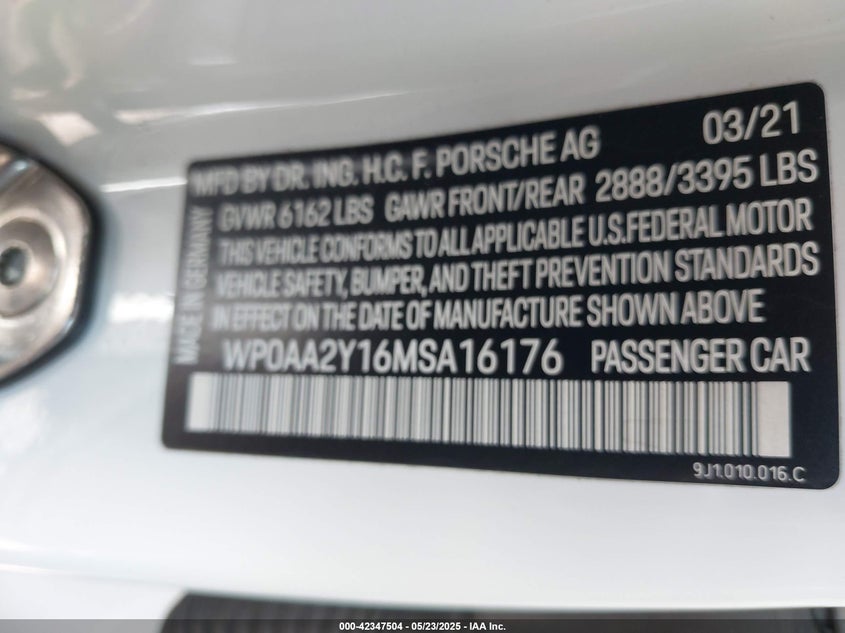 03/21
MFD BY DR. ING. H.C. F. PORSCHE AG
GVWR 6162 LBS GAWR FRONT/REAR 2888/3395 LBS
THIS VEHICLE CONFORMS TO ALL APPLICABLE U.S.FEDERAL MOTOR
VEHICLE SAFETY, BUMPER, AND THEFT PREVENTION STANDARDS
IN EFFECT ON THE DATE OF MANUFACTURE SHOWN ABOVE
MADE IN GERMANY
WP0AA2Y16MSA16176 PASSENGER CAR
9J1.010.016.C
000-42347504 - 05/23/2025 - IAA Inc.